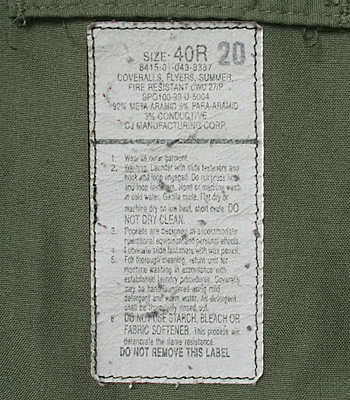 SIZE: 40R 20
8415-01-043-8387
COVERALLS, FLYERS, SUMMER,
FIRE RESISTANT CWU 27/P
SPO100-99-D-5004
92% META-ARAMID 5% PARA-ARAMID
3% CONDUCTIVE
DJ MANUFACTURING CORP.
1. Wear as outer garment.
2. Washing. Launder with slide fasteners and
hook and loop engaged. Do not press hook
and loop fasteners. Hand or machine wash
in cold water. Gentle cycle. Flat dry or
machine dry on low heat, short cycle. DO
NOT DRY CLEAN.
3. Pockets are designed to accommodate
operational equipment and personal effects.
4. Lubricate slide fasteners with wax pencil.
5. For thorough cleaning, return unit for
machine washing in accordance with
established laundry procedures. Coveralls
may be hand laundered using mild
detergent and warm water. All detergent
shall be thoroughly rinsed out.
6. DO NOT USE STARCH, BLEACH OR
FABRIC SOFTENER. This process will
deteriorate the flame resistance.
DO NOT REMOVE THIS LABEL